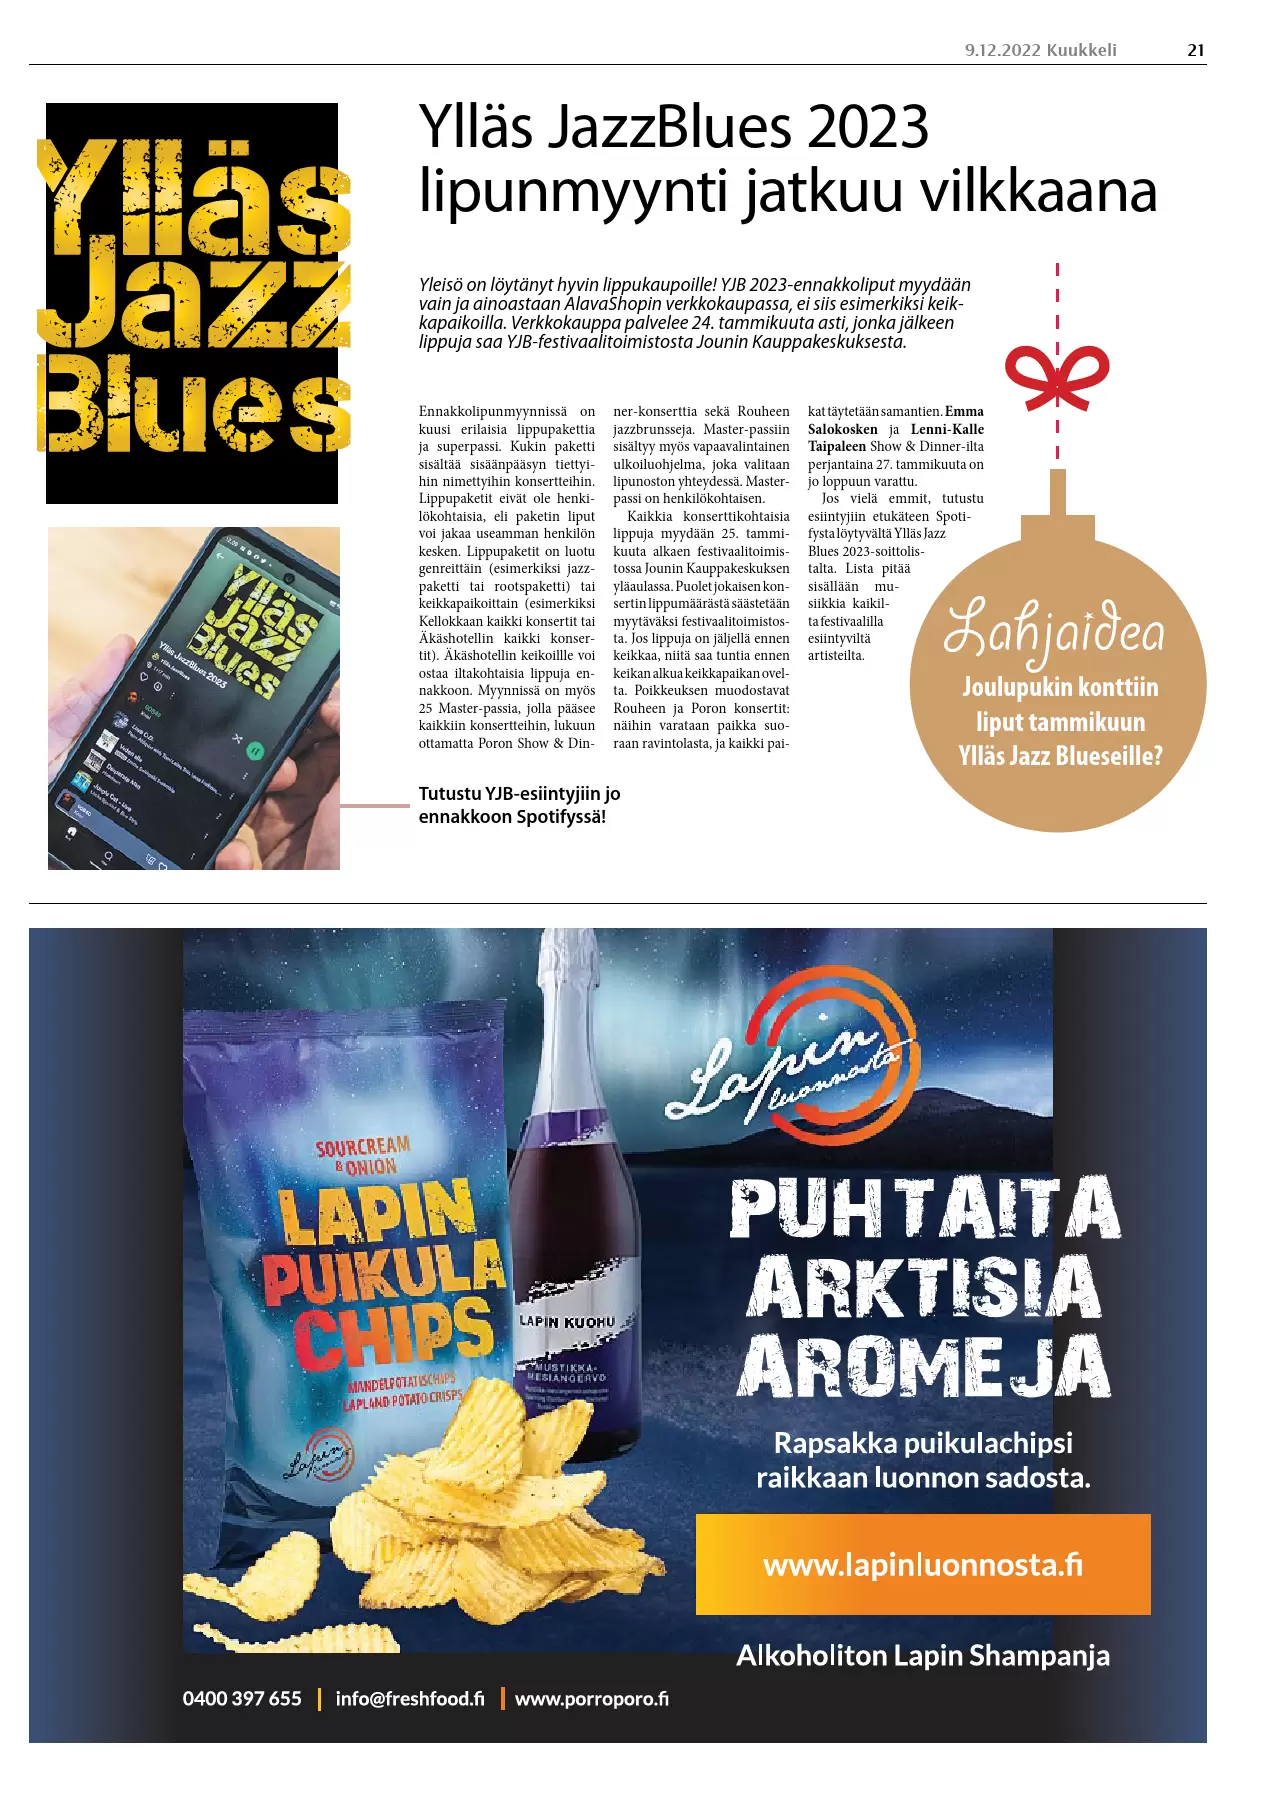 9.12.2022 Kuukkeli 21
Ylläs
Jazz
Blues
Ylläs JazzBlues 2023
lipunmyynti jatkuu vilkkaana
Yleisö on löytänyt hyvin lippukaupoille! YJB 2023-ennakkoliput myydään
vain ja ainoastaan AlavaShopin verkkokaupassa, ei siis esimerkiksi keik-
kapaikoilla. Verkkokauppa palvelee 24. tammikuuta asti, jonka jälkeen
lippuja saa YJB-festivaalitoimistosta Jounin Kauppakeskuksesta.
Ennakkolipunmyynnissä on
kuusi erilaisia lippupakettia
ja superpassi. Kukin paketti
sisältää sisäänpääsyn tiettyi-
hin nimettyihin konsertteihin.
Lippupaketit eivät ole henki-
lökohtaisia, eli paketin liput
voi jakaa useamman henkilön
kesken. Lippupaketit on luotu
genreittäin (esimerkiksi jazz-
paketti tai rootspaketti) tai
keikkapaikoittain (esimerkiksi
Kellokkaan kaikki konsertit tai
Äkäshotellin kaikki konser-
tit). Äkäshotellin keikoillle voi
ostaa iltakohtaisia lippuja en-
nakkoon. Myynnissä on myös
25 Master-passia, jolla pääsee
kaikkiin konsertteihin, lukuun
ottamatta Poron Show & Din-
ner-konserttia sekä Rouheen
jazzbrunsseja. Master-passiin
sisältyy myös vapaavalintainen
ulkoiluohjelma, joka valitaan
lipunoston yhteydessä. Master-
passi on henkilökohtaisen.
Kaikkia konserttikohtaisia
lippuja myydään 25. tammi-
kuuta alkaen festivaalitoimis-
tossa Jounin Kauppakeskuksen
yläaulassa. Puolet jokaisen kon-
sertin lippumäärästä säästetään
myytäväksi festivaalitoimistos-
ta. Jos lippuja on jäljellä ennen
keikkaa, niitä saa tuntia ennen
keikan alkua keikkapaikan ovel-
ta. Poikkeuksen muodostavat
Rouheen ja Poron konsertit:
näihin varataan paikka suo-
raan ravintolasta, ja kaikki pai-
kat täytetään samantien. Emma
Salokosken ja Lenni-Kalle
Taipaleen Show & Dinner-ilta
perjantaina 27. tammikuuta on
jo loppuun varattu.
Jos vielä emmit, tutustu
esiintyjiin etukäteen Spoti-
fysta löytyvältä Ylläs Jazz
Blues 2023-soittolis-
talta. Lista pitää
sisällään mu-
siikkia kaikil-
ta festivaalilla
esiintyviltä
artisteilta.
Lahjaidea
Joulupukin konttiin
liput tammikuun
Ylläs Jazz Blueseille?
12.09
Ylläs
Jazz
Blues
Ylläs JazzBlues 2023
Tutustu YJB-esiintyjiin jo
ennakkoon Spotifyssä!
Lapin
luonnosta
SOURCREAM
& ONION
LAPIN
PUIKULA
CHIPS
MANDELPOTATISCHIPS
LAPLAND POTATO CRISPS
Lapin
luonnosta
LAPIN KUOHU
MUSTIKKA-
MESIANGERVO
PUHTAITA
ARKTISIA
AROMEJA
Rapsakka puikulachipsi
raikkaan luonnon sadosta.
www.lapinluonnosta.fi
Alkoholiton Lapin Shampanja
0400 397 655 | info@freshfood.fi | www.porroporo.fi